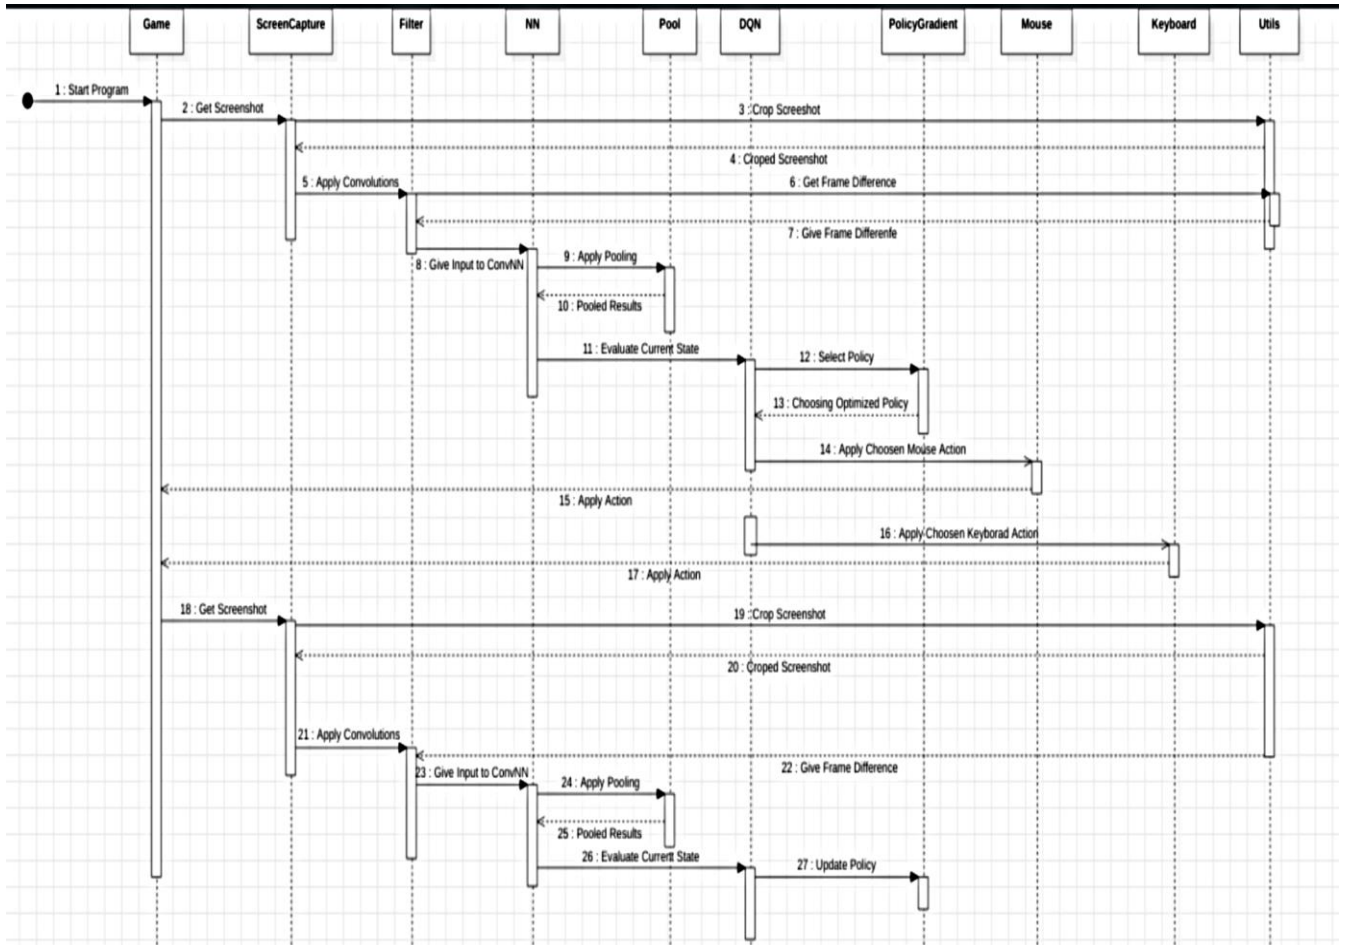 Game
ScreenCapture
Filter
NN
Pool
DQN
PolicyGradient
Mouse
Keyboard
Utils
1 : Start Program
2 : Get Screenshot
3 : Crop Screeshot
4 : Croped Screenshot
5 : Apply Convolutions
6 : Get Frame Difference
7 : Give Frame Differenfe
8 : Give Input to ConvNN
9 : Apply Pooling
10 : Pooled Results
11 : Evaluate Current State
12 : Select Policy
13 : Choosing Optimized Policy
14 : Apply Choosen Mouse Action
15 : Apply Action
16 : Apply Choosen Keyborad Action
17 : Apply Action
18 : Get Screenshot
19 : Crop Screenshot
20 : Croped Screenshot
21 : Apply Convolutions
22 : Give Frame Difference
23 : Give Input to ConvNN
24 : Apply Pooling
25 : Pooled Results
26 : Evaluate Current State
27 : Update Policy